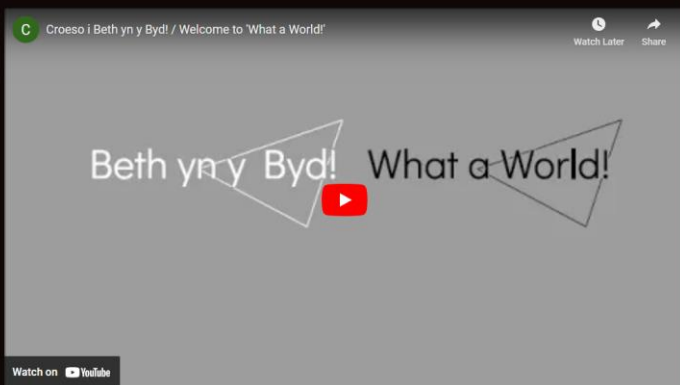 C Croeso i Beth yn y Byd! / Welcome to 'What a World!'
Watch Later Share
Beth yn y Byd! What a World!
Watch on YouTube